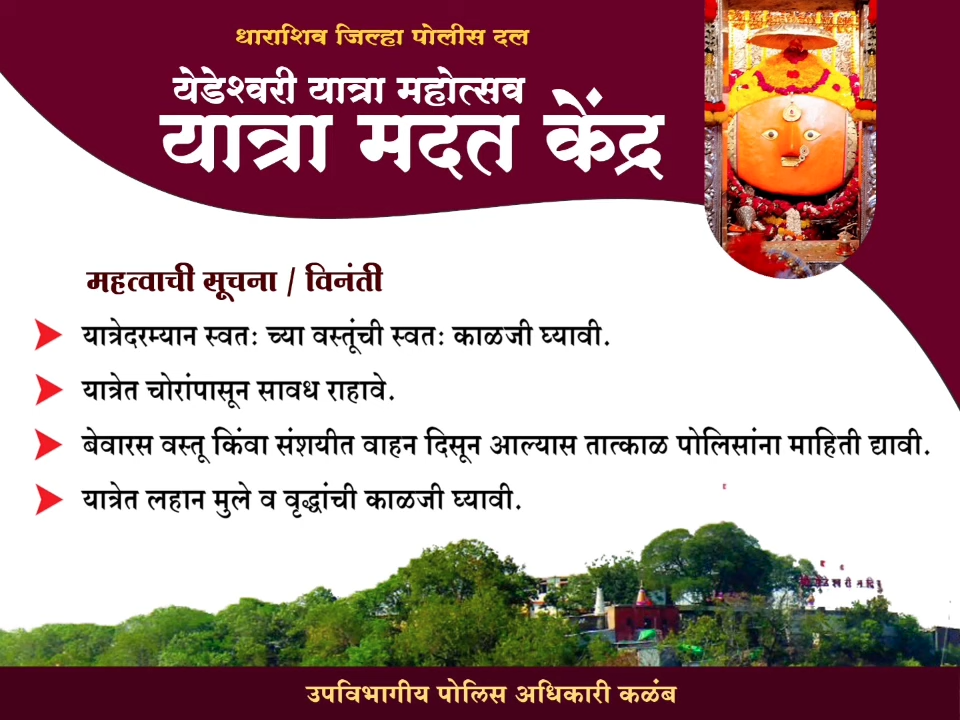 धाराशिव जिल्हा पोलीस दल
येडेश्वरी यात्रा महोत्सव
यात्रा मदत केंद्र
महत्वाची सूचना / विनंती
यात्रेदरम्यान स्वतः च्या वस्तूंची स्वतः काळजी घ्यावी.
यात्रेत चोरांपासून सावध राहावे.
बेवारस वस्तू किंवा संशयीत वाहन दिसून आल्यास तात्काळ पोलिसांना माहिती द्यावी.
यात्रेत लहान मुले व वृद्धांची काळजी घ्यावी.
उपविभागीय पोलिस अधिकारी कळंब